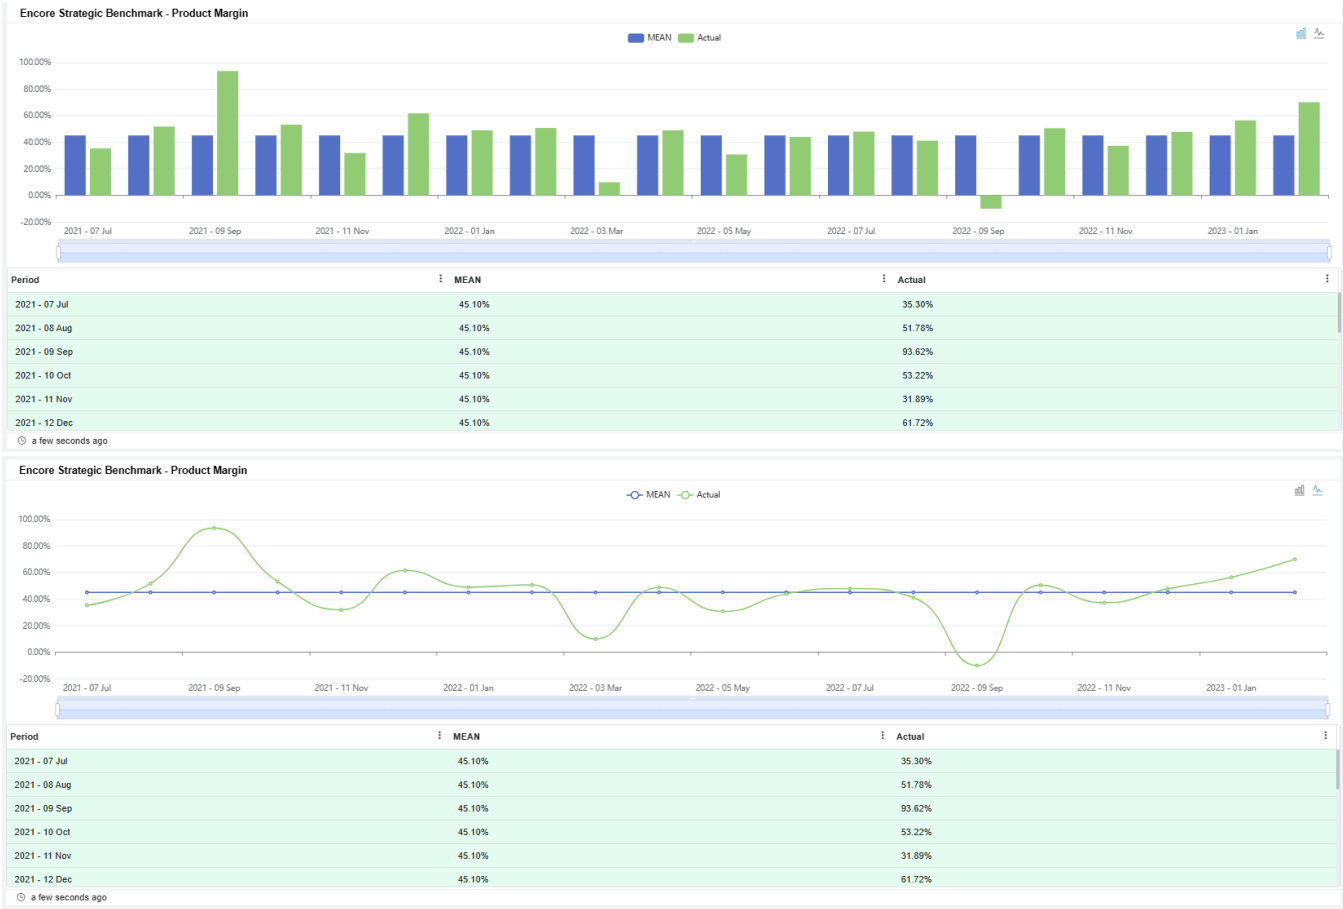 Encore Strategic Benchmark - Product Margin
MEAN Actual
100.00%
80.00%
60.00%
40.00%
20.00%
0.00%
-20.00%
2021 - 07 Jul 2021 - 09 Sep 2021 - 11 Nov 2022 - 01 Jan 2022 - 03 Mar 2022 - 05 May 2022 - 07 Jul 2022 - 09 Sep 2022 - 11 Nov 2023 - 01 Jan
Period MEAN Actual
2021 - 07 Jul 45.10% 35.30%
2021 - 08 Aug 45.10% 51.78%
2021 - 09 Sep 45.10% 93.62%
2021 - 10 Oct 45.10% 53.22%
2021 - 11 Nov 45.10% 31.89%
2021 - 12 Dec 45.10% 61.72%
a few seconds ago
Encore Strategic Benchmark - Product Margin
MEAN Actual
100.00%
80.00%
60.00%
40.00%
20.00%
0.00%
-20.00%
2021 - 07 Jul 2021 - 09 Sep 2021 - 11 Nov 2022 - 01 Jan 2022 - 03 Mar 2022 - 05 May 2022 - 07 Jul 2022 - 09 Sep 2022 - 11 Nov 2023 - 01 Jan
Period MEAN Actual
2021 - 07 Jul 45.10% 35.30%
2021 - 08 Aug 45.10% 51.78%
2021 - 09 Sep 45.10% 93.62%
2021 - 10 Oct 45.10% 53.22%
2021 - 11 Nov 45.10% 31.89%
2021 - 12 Dec 45.10% 61.72%
a few seconds ago